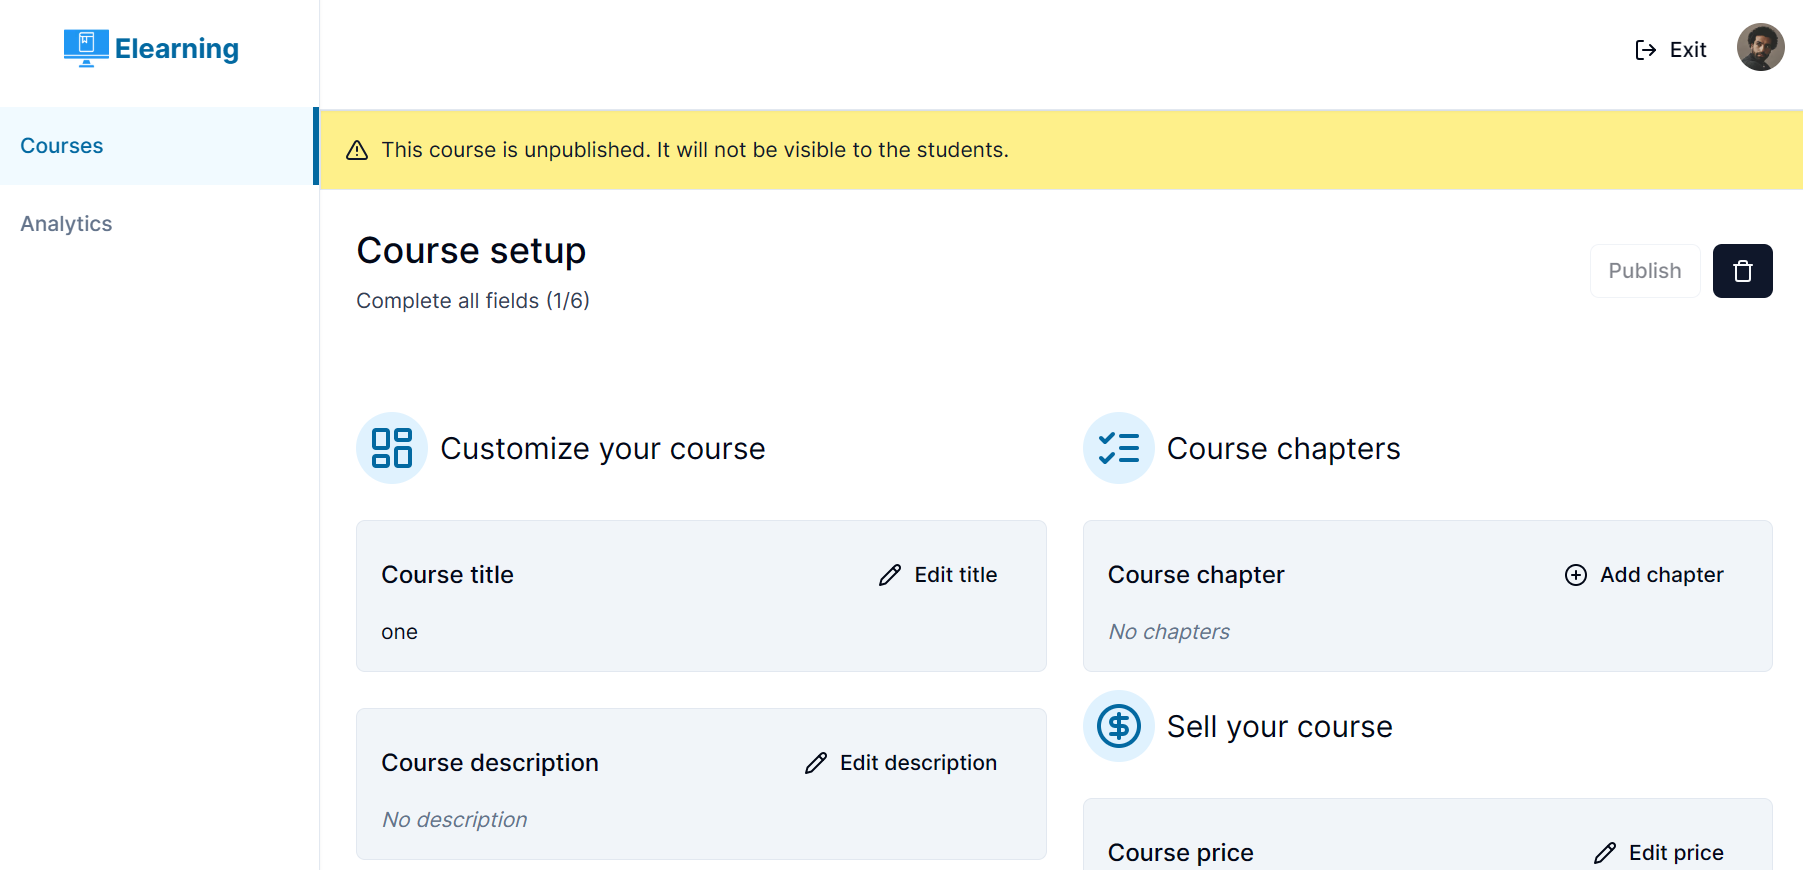 Elearning
Exit
Courses
Analytics
This course is unpublished. It will not be visible to the students.
Course setup
Complete all fields (1/6)
Publish
Customize your course
Course title
Edit title
one
Course description
Edit description
No description
Course chapters
Course chapter
Add chapter
No chapters
Sell your course
Course price
Edit price